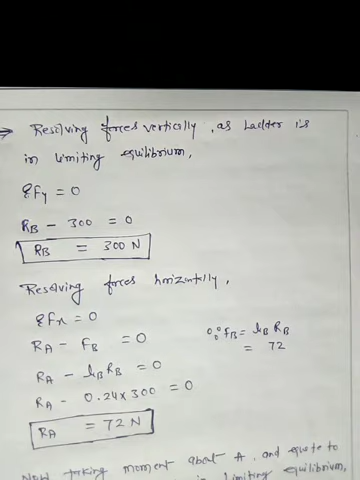 → Resolving forces vertically, as Ladder is
in limiting equilibrium,
ΣFy = 0
RB - 300 = 0
RB = 300 N
Resolving forces horizontally,
ΣFx = 0
RA - FB = 0 ∵ FB = μB RB
RA - μB RB = 0 = 72
RA - 0.24 x 300 = 0
RA = 72 N
Now taking moment about A, and equate to
in limiting equilibrium,